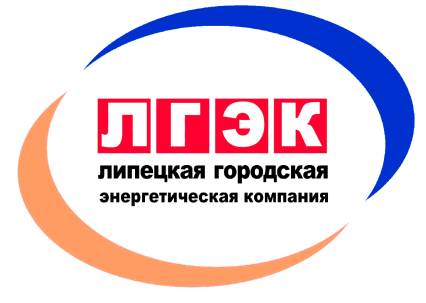 ЛГЭК
липецкая городская
энергетическая компания